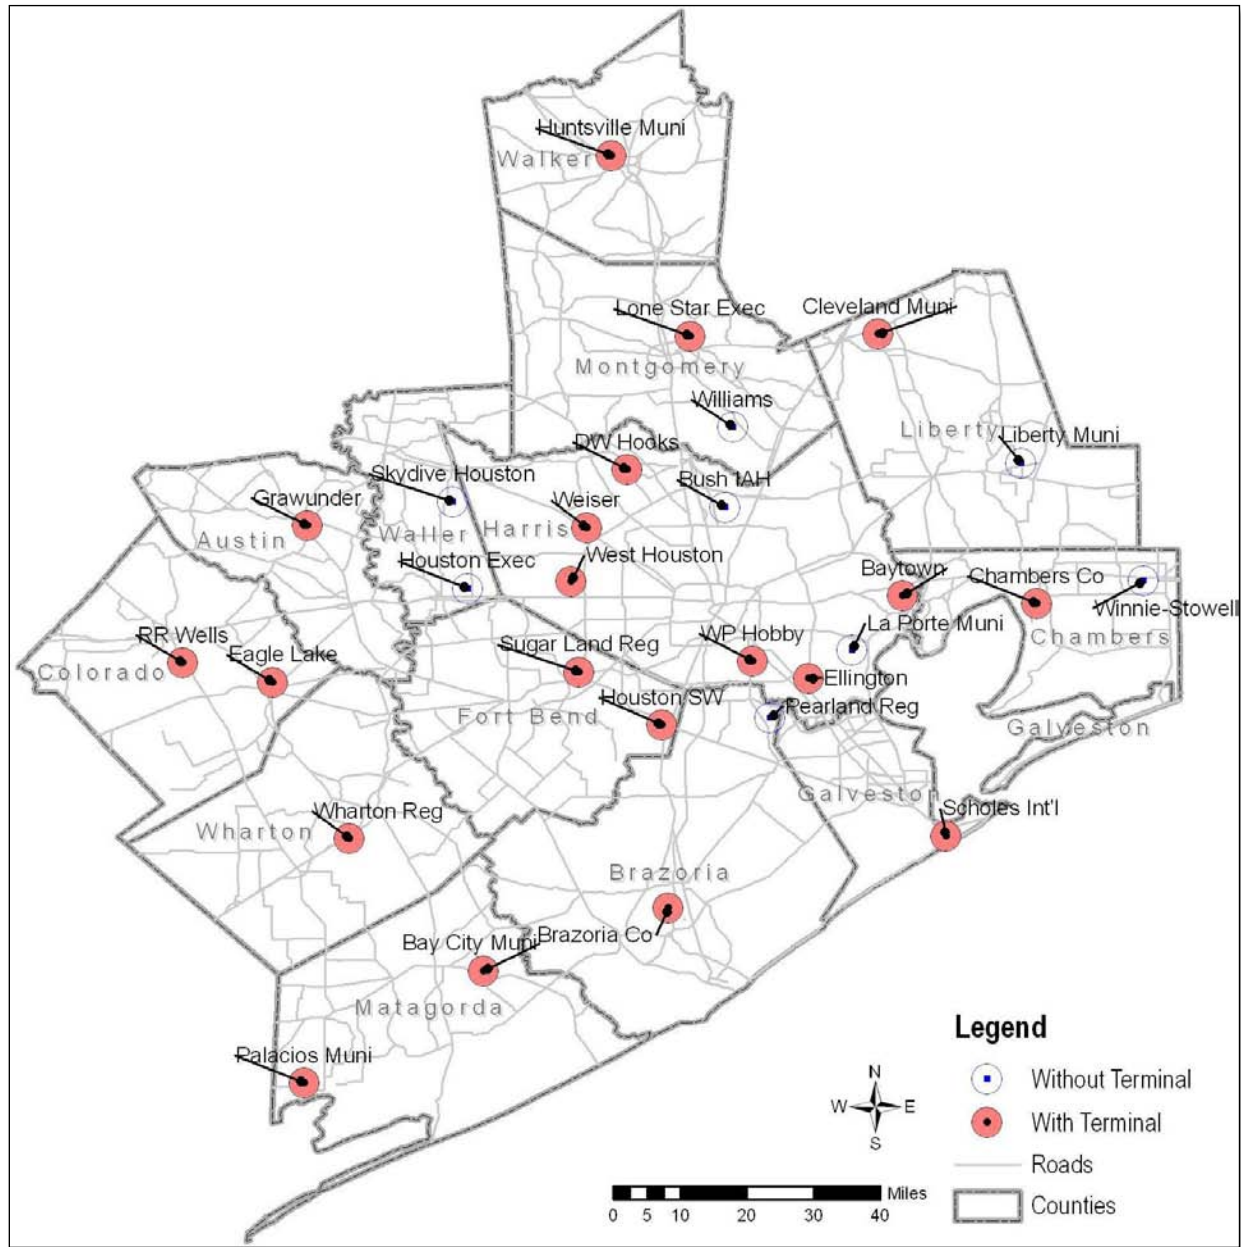 Huntsville Muni
Walker
Lone Star Exec
Cleveland Muni
Montgomery
Williams
Liberty
Liberty Muni
DW Hooks
Skydive Houston
Bush IAH
Grawunder
Weiser
Austin
Waller
Harris
Houston Exec
West Houston
Baytown
Chambers Co
Winnie-Stowell
La Porte Muni
Chambers
RR Wells
Eagle Lake
Sugar Land Reg
WP Hobby
Colorado
Ellington
Houston SW
Pearland Reg
Fort Bend
Galveston
Galveston
Scholes Int'l
Wharton Reg
Wharton
Brazoria
Bay City Muni
Brazoria Co
Matagorda
Palacios Muni
Legend
Without Terminal
With Terminal
Roads
Counties
N
W E
S
Miles
0 5 10 20 30 40